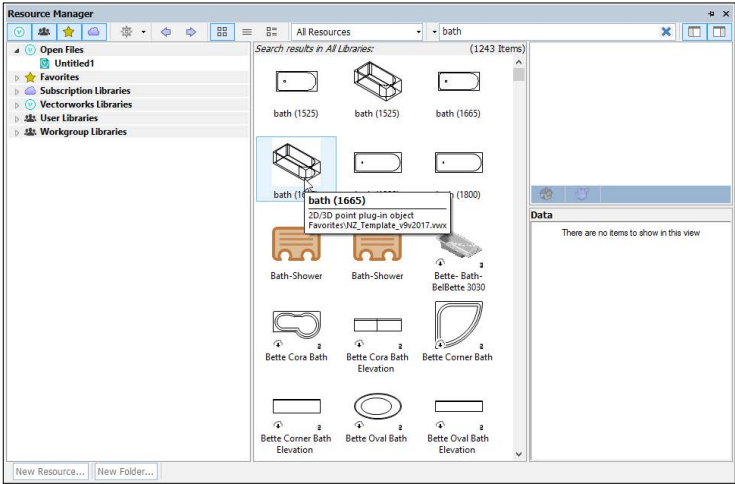 Resource Manager
All Resources
bath
Open Files
Untitled1
Favorites
Subscription Libraries
Vectorworks Libraries
User Libraries
Workgroup Libraries
Search results in All Libraries: (1243 Items)
bath (1525) bath (1525) bath (1665)
bath (1800)
bath (1665)
2D/3D point plug-in object
Favorites\NZ_Template_v9v2017.vwx
Bath-Shower Bath-Shower Bette- Bath-
BelBette 3030
Bette Cora Bath Bette Cora Bath Bette Corner Bath
Elevation
Bette Corner Bath Bette Oval Bath Bette Oval Bath
Elevation Elevation
Data
There are no items to show in this view
New Resource... New Folder...